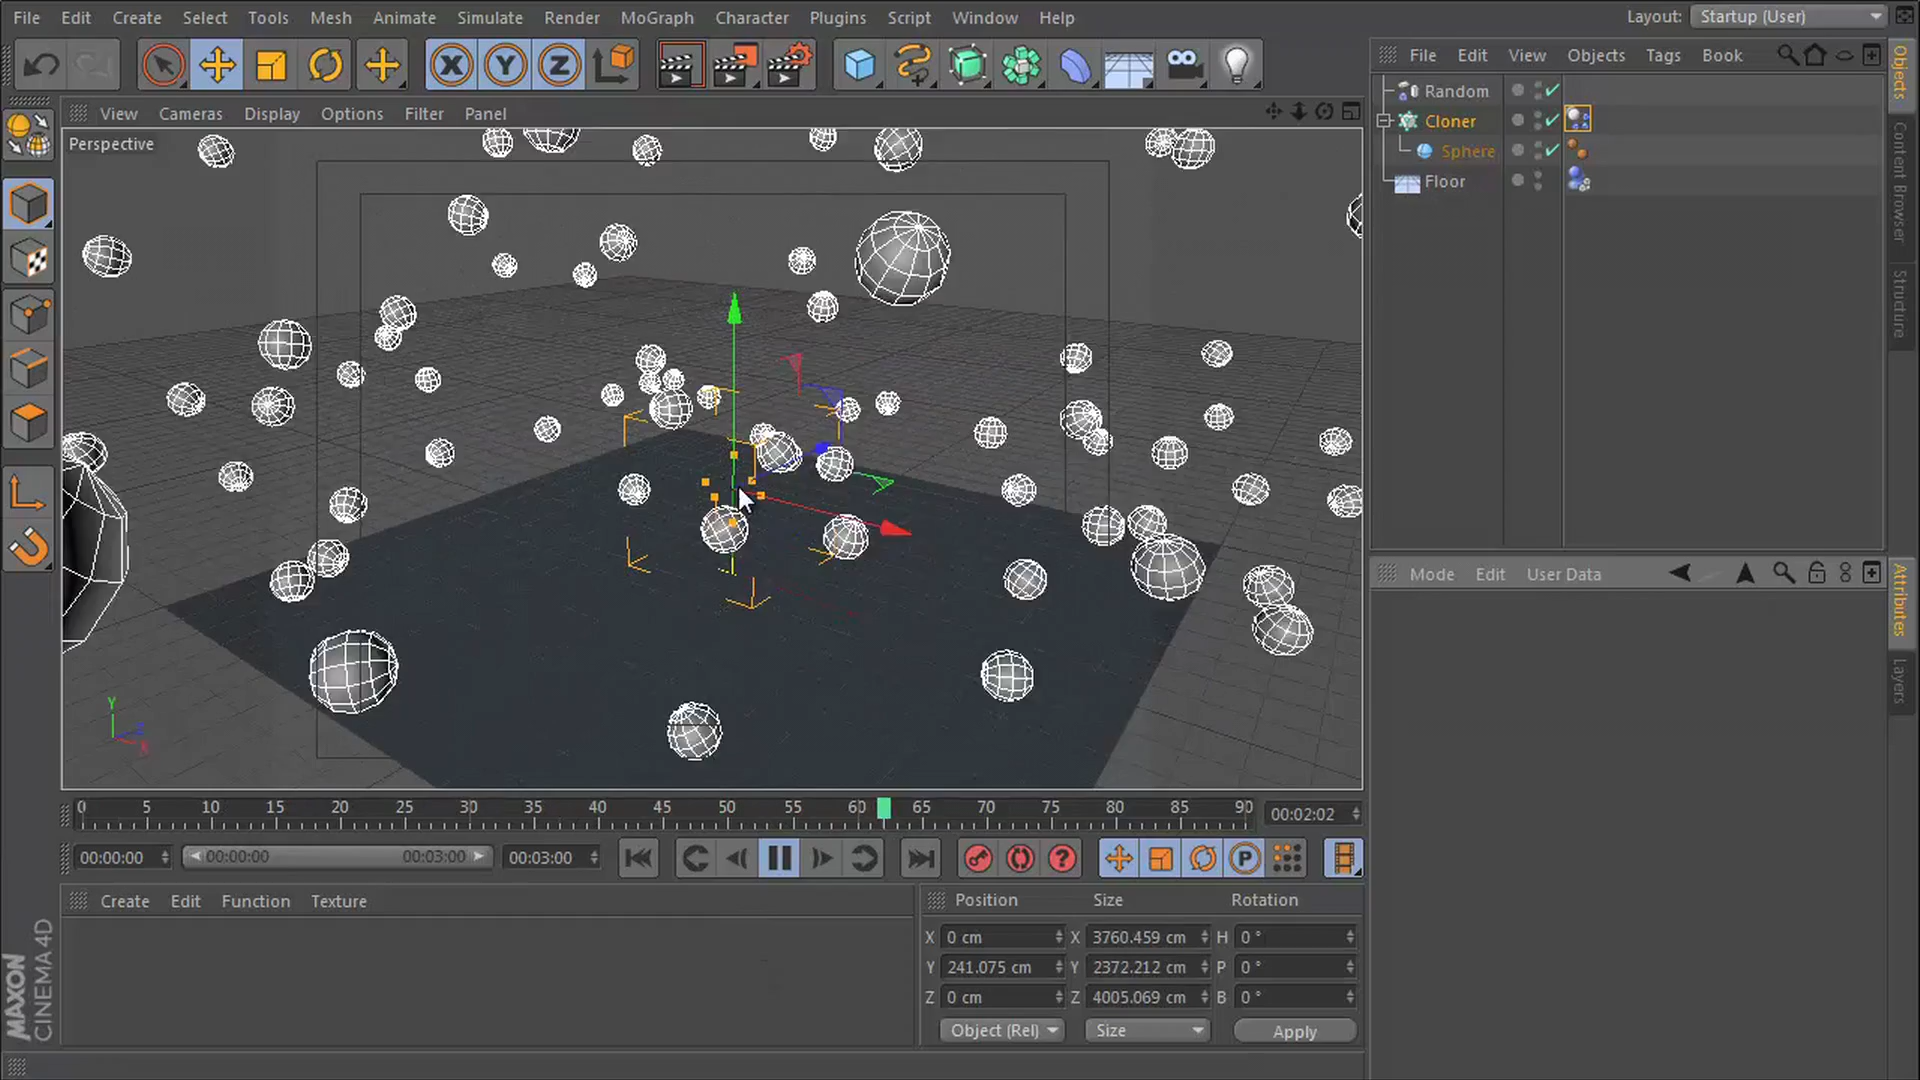 File Edit Create Select Tools Mesh Animate Simulate Render MoGraph Character Plugins Script Window Help
Layout: Startup (User)
X Y Z
File Edit View Objects Tags Book
View Cameras Display Options Filter Panel
Perspective
Random
Cloner
Sphere
Floor
Objects
Content Browser
Structure
Mode Edit User Data
Attributes
Layers
Y
Z
X
0 5 10 15 20 25 30 35 40 45 50 55 60 65 70 75 80 85 90
00:02:02
00:00:00 00:00:00 00:03:00 00:03:00
? P
Create Edit Function Texture
Position Size Rotation
X 0 cm X 3760.459 cm H 0 °
Y 241.075 cm Y 2372.212 cm P 0 °
Z 0 cm Z 4005.069 cm B 0 °
Object (Rel) Size Apply
MAXON
CINEMA 4D